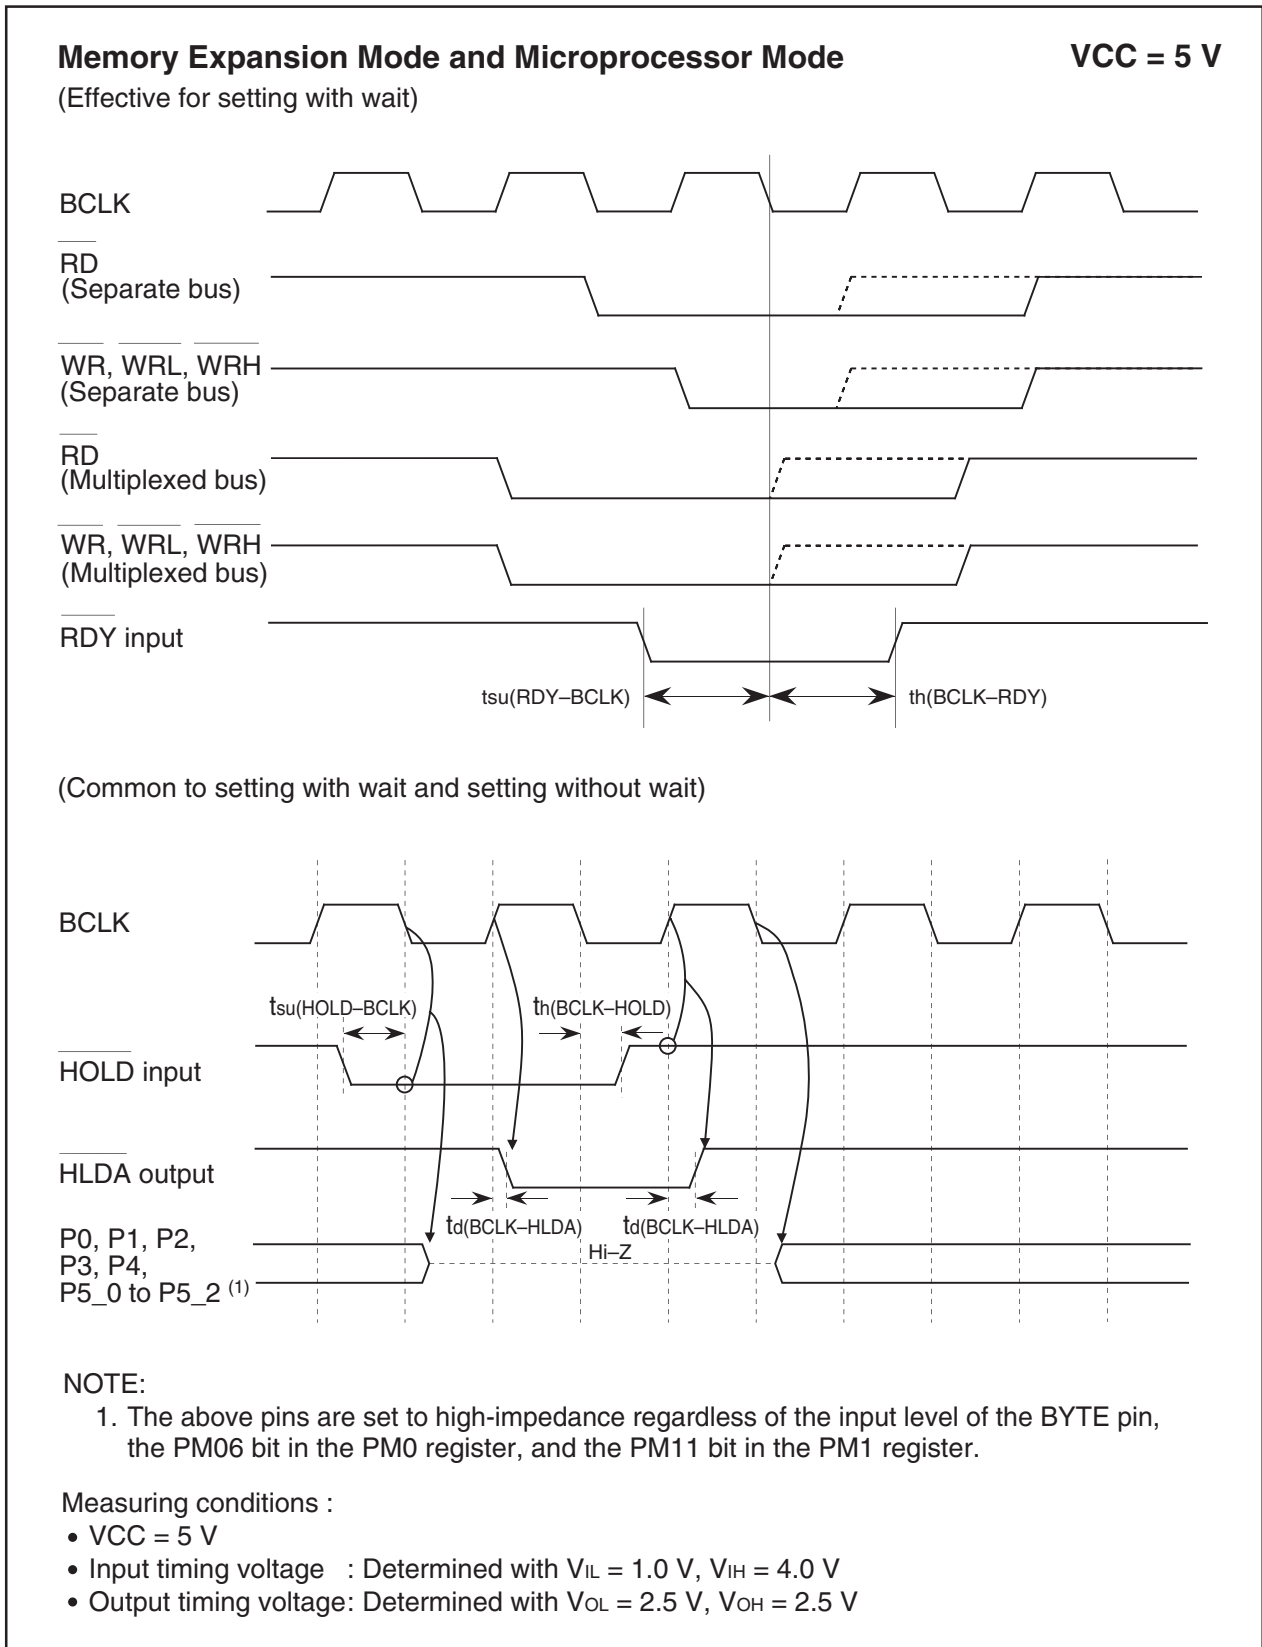 Memory Expansion Mode and Microprocessor Mode VCC = 5 V
(Effective for setting with wait)
BCLK
RD
(Separate bus)
WR, WRL, WRH
(Separate bus)
RD
(Multiplexed bus)
WR, WRL, WRH
(Multiplexed bus)
RDY input
tsu(RDY–BCLK) th(BCLK–RDY)
(Common to setting with wait and setting without wait)
BCLK
tsu(HOLD–BCLK) th(BCLK–HOLD)
HOLD input
HLDA output
td(BCLK–HLDA) td(BCLK–HLDA)
P0, P1, P2,
P3, P4,
P5_0 to P5_2 (1)
Hi–Z
NOTE:
1. The above pins are set to high-impedance regardless of the input level of the BYTE pin,
the PM06 bit in the PM0 register, and the PM11 bit in the PM1 register.
Measuring conditions :
• VCC = 5 V
• Input timing voltage : Determined with VIL = 1.0 V, VIH = 4.0 V
• Output timing voltage: Determined with VOL = 2.5 V, VOH = 2.5 V